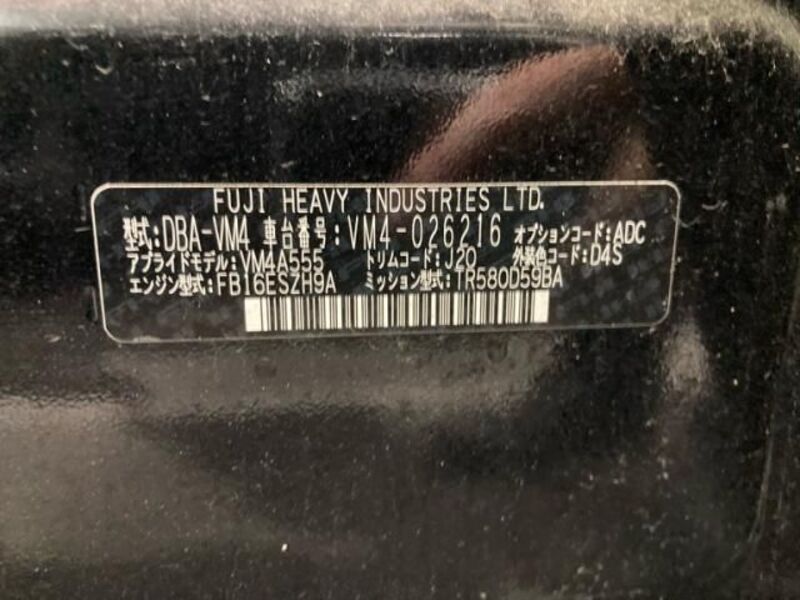 FUJI HEAVY INDUSTRIES LTD.
型式:DBA-VM4 車台番号:VM4-026216 オプションコード:ADC
アプライドモデル:VM4A555 トリムコード:J20 外装色コード:D4S
エンジン型式:FB16ESZH9A ミッション型式:TR580D59BA